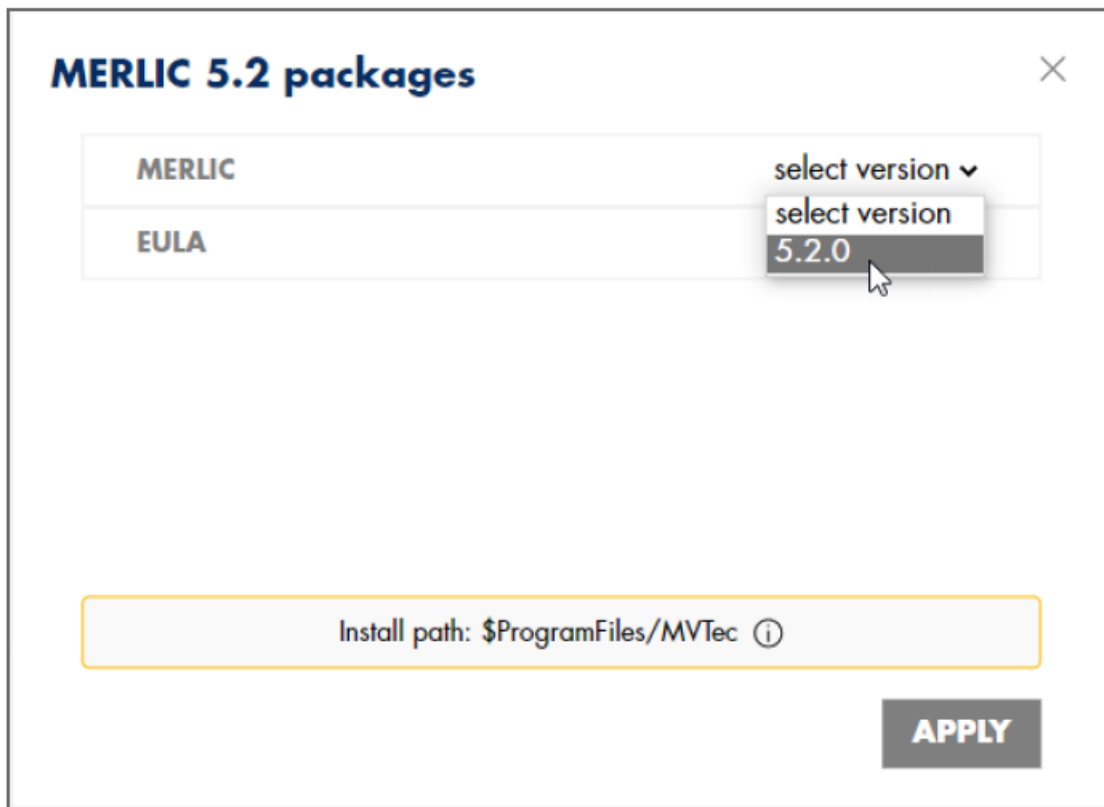 MERLIC 5.2 packages
MERLIC select version
select version
5.2.0
EULA
Install path: $ProgramFiles/MVTec
APPLY